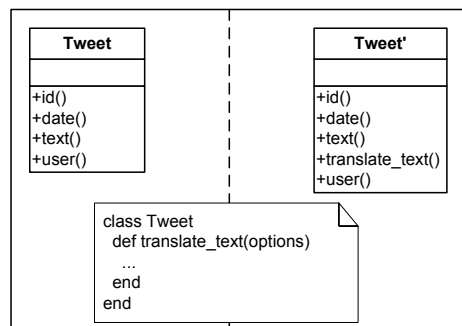 Tweet
+id()
+date()
+text()
+user()
Tweet'
+id()
+date()
+text()
+translate_text()
+user()
class Tweet
def translate_text(options)
...
end
end